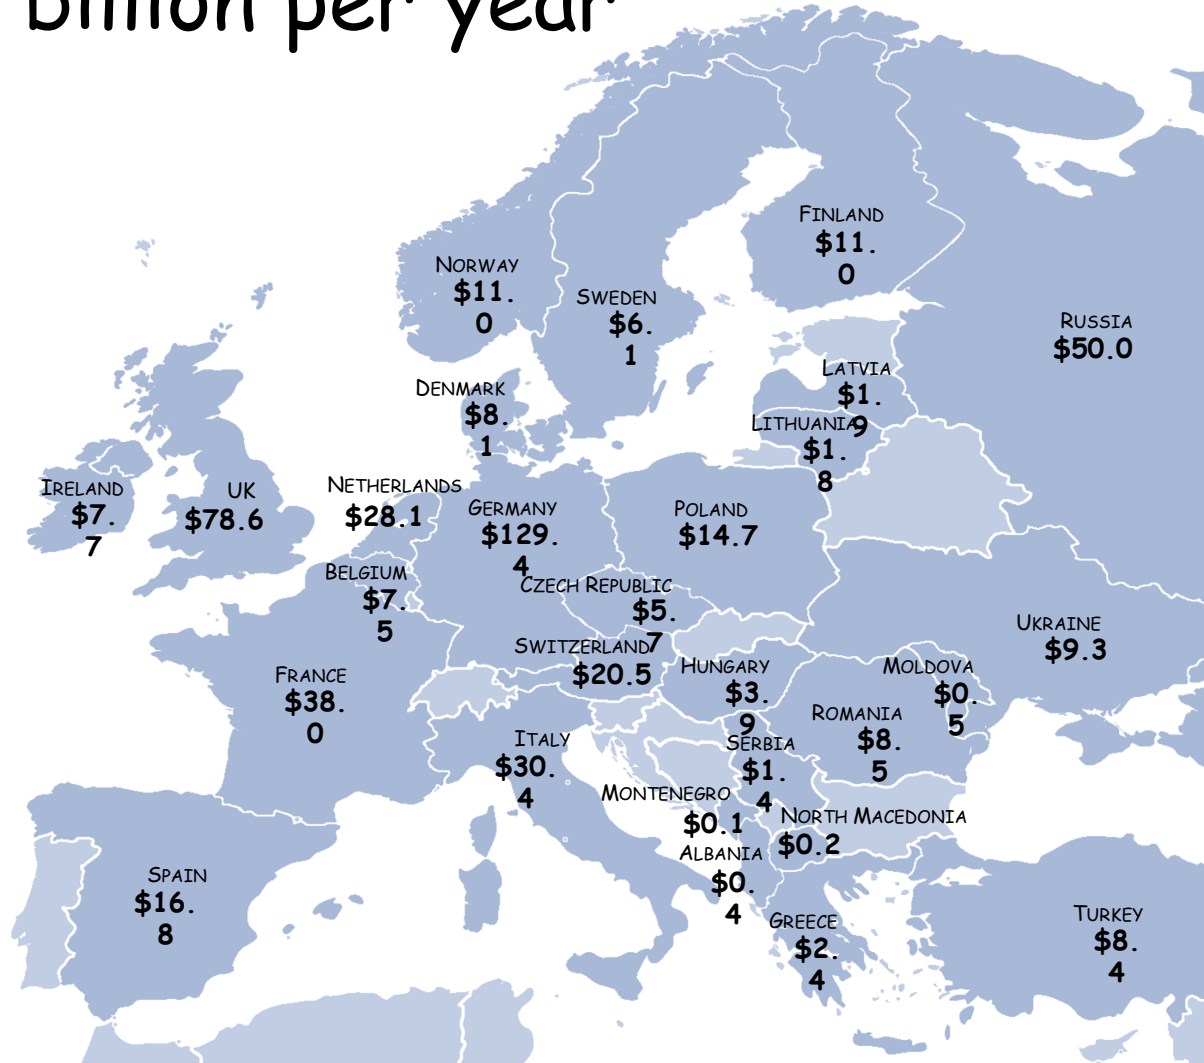 billion per year
FINLAND
$11.
0
NORWAY
$11.
0
SWEDEN
$6.
1
RUSSIA
$50.0
LATVIA
$1.
9
DENMARK
$8.
1
LITHUANIA
$1.
8
IRELAND
$7.
7
UK
$78.6
NETHERLANDS
$28.1
GERMANY
$129.
4
POLAND
$14.7
BELGIUM
$7.
5
CZECH REPUBLIC
$5.
7
UKRAINE
$9.3
SWITZERLAND
$20.5
HUNGARY
$3.
9
MOLDOVA
$0.
5
FRANCE
$38.
0
ROMANIA
$8.
5
ITALY
$30.
4
SERBIA
$1.
4
MONTENEGRO
$0.1
NORTH MACEDONIA
$0.2
ALBANIA
$0.
4
SPAIN
$16.
8
GREECE
$2.
4
TURKEY
$8.
4